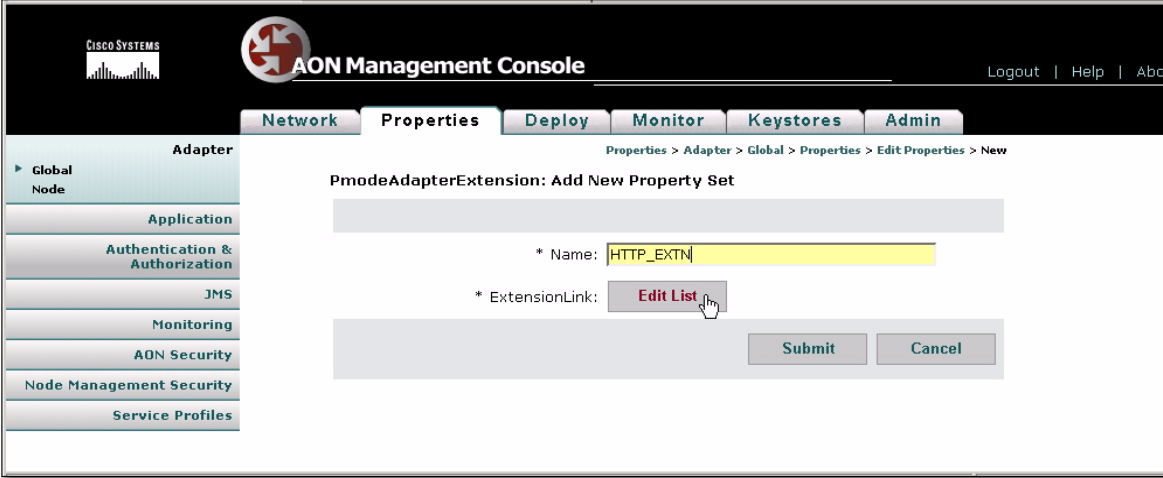 CISCO SYSTEMS
AON Management Console
Logout | Help | Abo
Network Properties Deploy Monitor Keystores Admin
Adapter
Global
Node
Application
Authentication &
Authorization
JMS
Monitoring
AON Security
Node Management Security
Service Profiles
Properties > Adapter > Global > Properties > Edit Properties > New
PmodeAdapterExtension: Add New Property Set
* Name: HTTP_EXTN
* ExtensionLink: Edit List
Submit Cancel